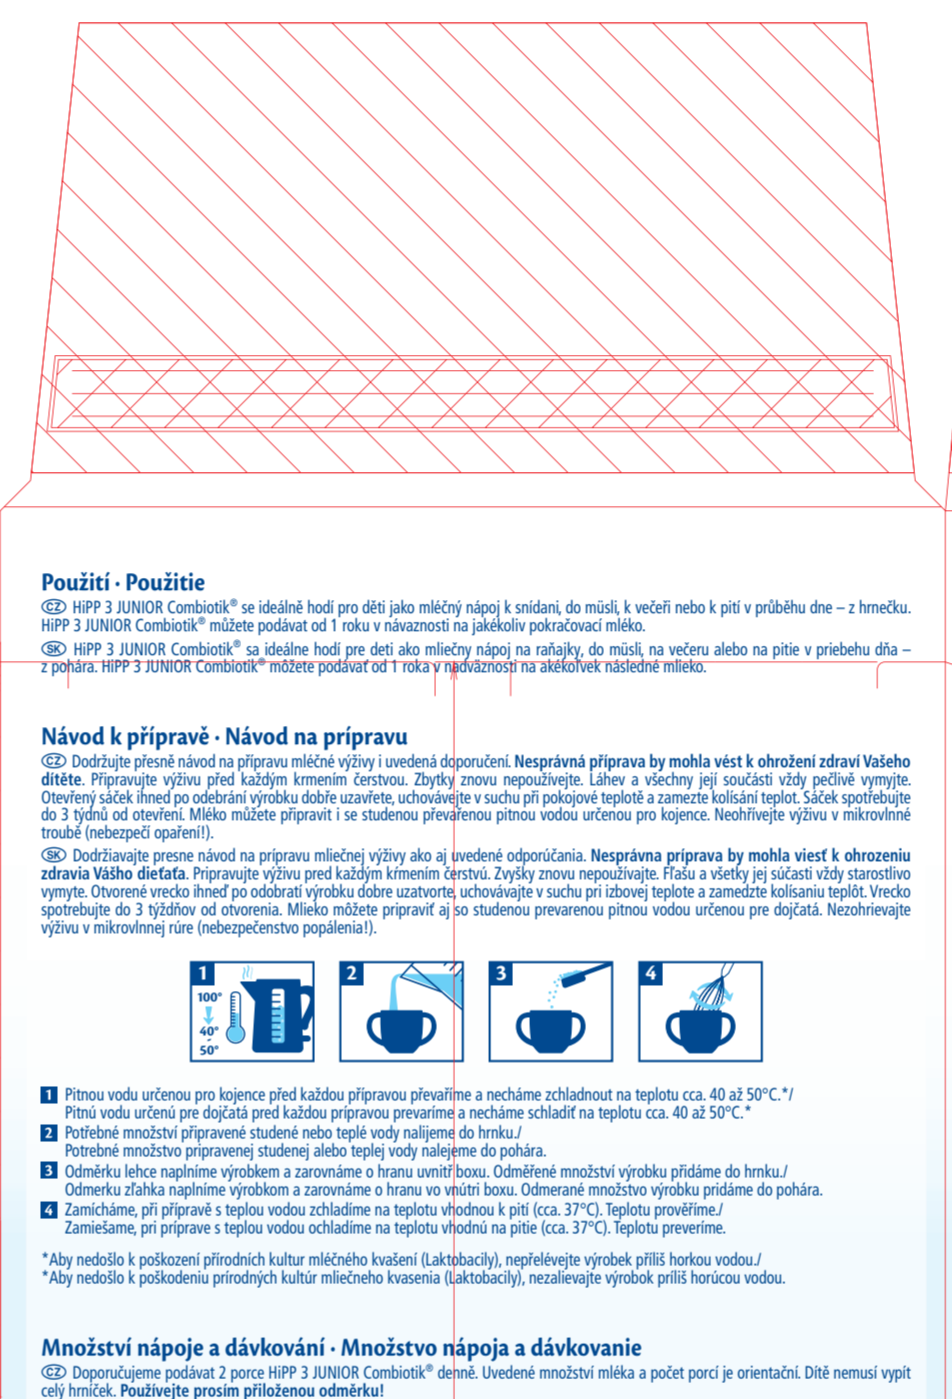 Použití · Použitie
CZ HiPP 3 JUNIOR Combiotik® se ideálně hodí pro děti jako mléčný nápoj k snídani, do müsli, k večeři nebo k pití v průběhu dne – z hrnečku.
HiPP 3 JUNIOR Combiotik® můžete podávat od 1 roku v návaznosti na jakékoliv pokračovací mléko.
SK HiPP 3 JUNIOR Combiotik® sa ideálne hodí pre deti ako mliečny nápoj na raňajky, do müsli, na večeru alebo na pitie v priebehu dňa –
z pohára. HiPP 3 JUNIOR Combiotik® môžete podávať od 1 roka v nadväznosti na akékoľvek následné mlieko.
Návod k přípravě · Návod na prípravu
CZ Dodržujte přesně návod na přípravu mléčné výživy i uvedená doporučení. Nesprávná příprava by mohla vést k ohrožení zdraví Vašeho
dítěte. Připravujte výživu před každým krmením čerstvou. Zbytky znovu nepoužívejte. Láhev a všechny její součásti vždy pečlivě vymyjte.
Otevřený sáček ihned po odebrání výrobku dobře uzavřete, uchovávejte v suchu při pokojové teplotě a zamezte kolísání teplot. Sáček spotřebujte
do 3 týdnů od otevření. Mléko můžete připravit i se studenou převařenou pitnou vodou určenou pro kojence. Neohřívejte výživu v mikrovlnné
troubě (nebezpečí opaření!).
SK Dodržiavajte presne návod na prípravu mliečnej výživy ako aj uvedené odporúčania. Nesprávna príprava by mohla viesť k ohrozeniu
zdravia Vášho dieťaťa. Pripravujte výživu pred každým kŕmením čerstvú. Zvyšky znovu nepoužívajte. Fľašu a všetky jej súčasti vždy starostlivo
vymyte. Otvorené vrecko ihneď po odobratí výrobku dobre uzatvorte, uchovávajte v suchu pri izbovej teplote a zamedzte kolísaniu teplôt. Vrecko
spotrebujte do 3 týždňov od otvorenia. Mlieko môžete pripraviť aj so studenou prevarenou pitnou vodou určenou pre dojčatá. Nezohrievajte
výživu v mikrovlnnej rúre (nebezpečenstvo popálenia!).
1 2 3 4
100°
40°
-
50°
1 Pitnou vodu určenou pro kojence před každou přípravou převaříme a necháme zchladnout na teplotu cca. 40 až 50°C.*/
Pitnú vodu určenú pre dojčatá pred každou prípravou prevaríme a necháme schladiť na teplotu cca. 40 až 50°C.*
2 Potřebné množství připravené studené nebo teplé vody nalijeme do hrnku./
Potrebné množstvo pripravenej studenej alebo teplej vody nalejeme do pohára.
3 Odměrku lehce naplníme výrobkem a zarovnáme o hranu uvnitř boxu. Odměřené množství výrobku přidáme do hrnku./
Odmerku zľahka naplníme výrobkom a zarovnáme o hranu vo vnútri boxu. Odmerané množstvo výrobku pridáme do pohára.
4 Zamícháme, při přípravě s teplou vodou zchladíme na teplotu vhodnou k pití (cca. 37°C). Teplotu prověříme./
Zamiešame, pri príprave s teplou vodou ochladíme na teplotu vhodnú na pitie (cca. 37°C). Teplotu preveríme.
*Aby nedošlo k poškození přírodních kultur mléčného kvašení (Laktobacily), nepřelévejte výrobek příliš horkou vodou./
*Aby nedošlo k poškodeniu prírodných kultúr mliečneho kvasenia (Laktobacily), nezalievajte výrobok príliš horúcou vodou.
Množství nápoje a dávkování · Množstvo nápoja a dávkovanie
CZ Doporučujeme podávat 2 porce HiPP 3 JUNIOR Combiotik® denně. Uvedené množství mléka a počet porcí je orientační. Dítě nemusí vypít
celý hrníček. Používejte prosím přiloženou odměrku!